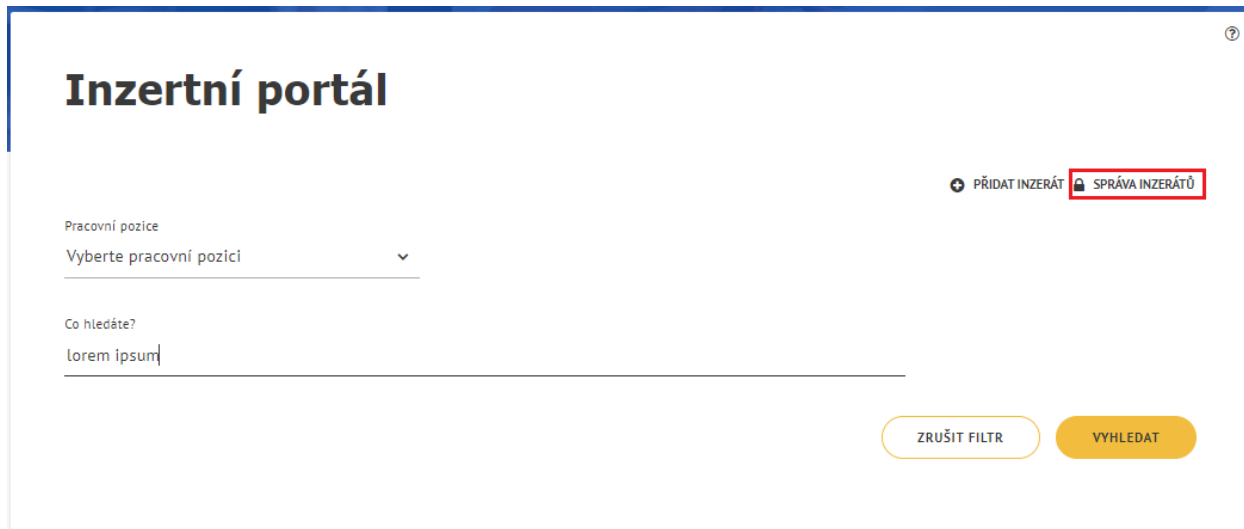 Inzertní portál
PŘIDAT INZERÁT SPRÁVA INZERÁTŮ
Pracovní pozice
Vyberte pracovní pozici
Co hledáte?
lorem ipsum
ZRUŠIT FILTR VYHLEDAT